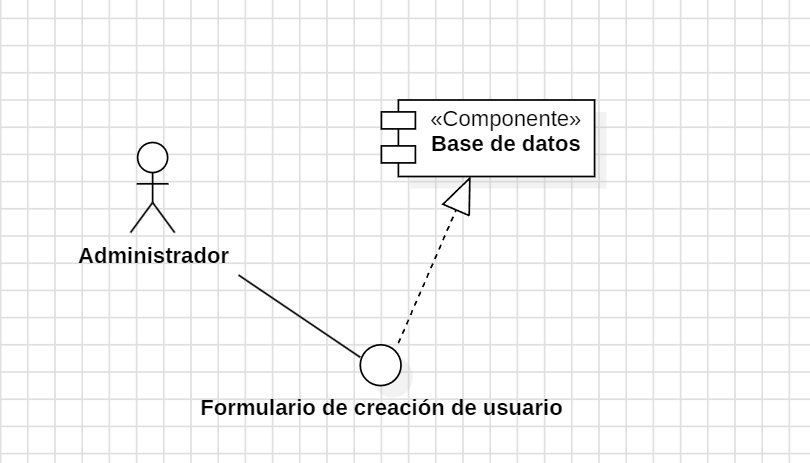 «Componente»
Base de datos
Administrador
Formulario de creación de usuario